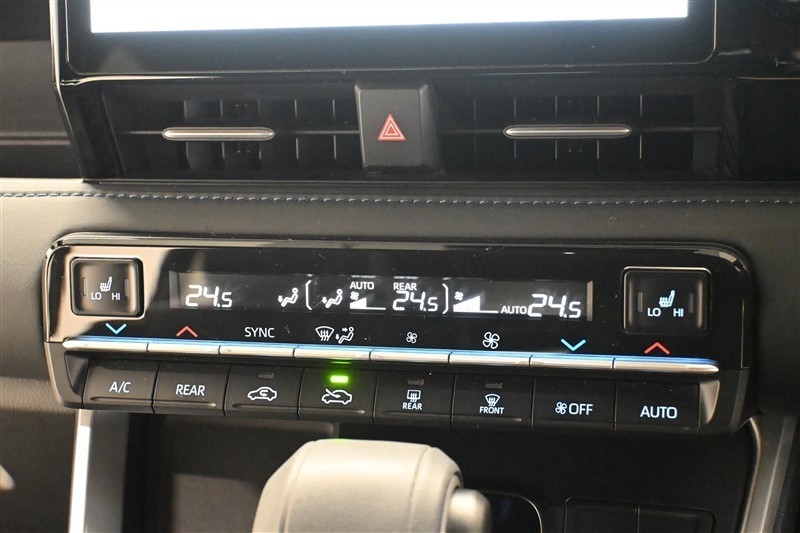 LO HI
24.5
AUTO
REAR
24.5
AUTO 24.5
LO HI
SYNC
A/C
REAR
REAR
FRONT
OFF
AUTO